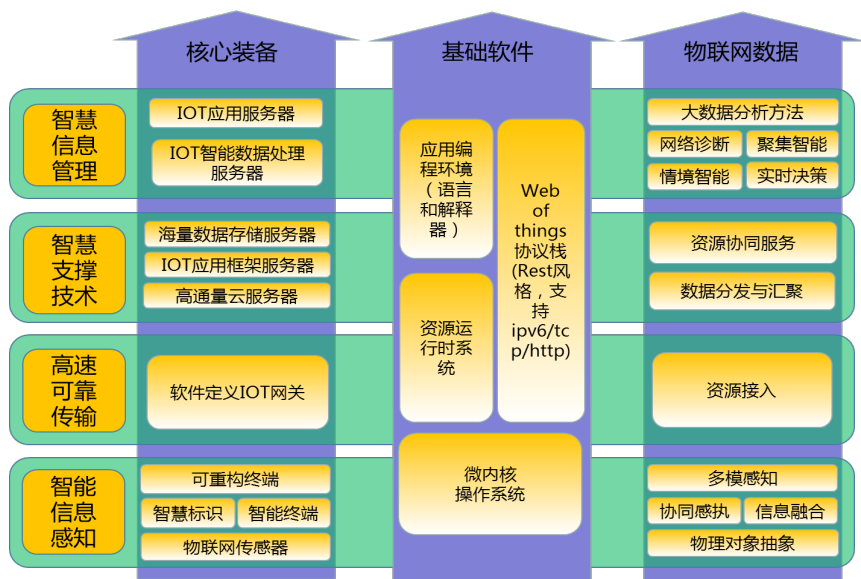 核心装备
基础软件
物联网数据
智慧
信息
管理
IOT应用服务器
IOT智能数据处理
服务器
应用编
程环境
（语言
和解释
器）
Web
of
things
协议栈
(Rest风
格，支
持
ipv6/tc
p/http)
大数据分析方法
网络诊断
聚集智能
情境智能
实时决策
智慧
支撑
技术
海量数据存储服务器
IOT应用框架服务器
高通量云服务器
资源运
行时系
统
资源协同服务
数据分发与汇聚
高速
可靠
传输
软件定义IOT网关
资源接入
智能
信息
感知
可重构终端
智慧标识
智能终端
物联网传感器
微内核
操作系统
多模感知
协同感执
信息融合
物理对象抽象